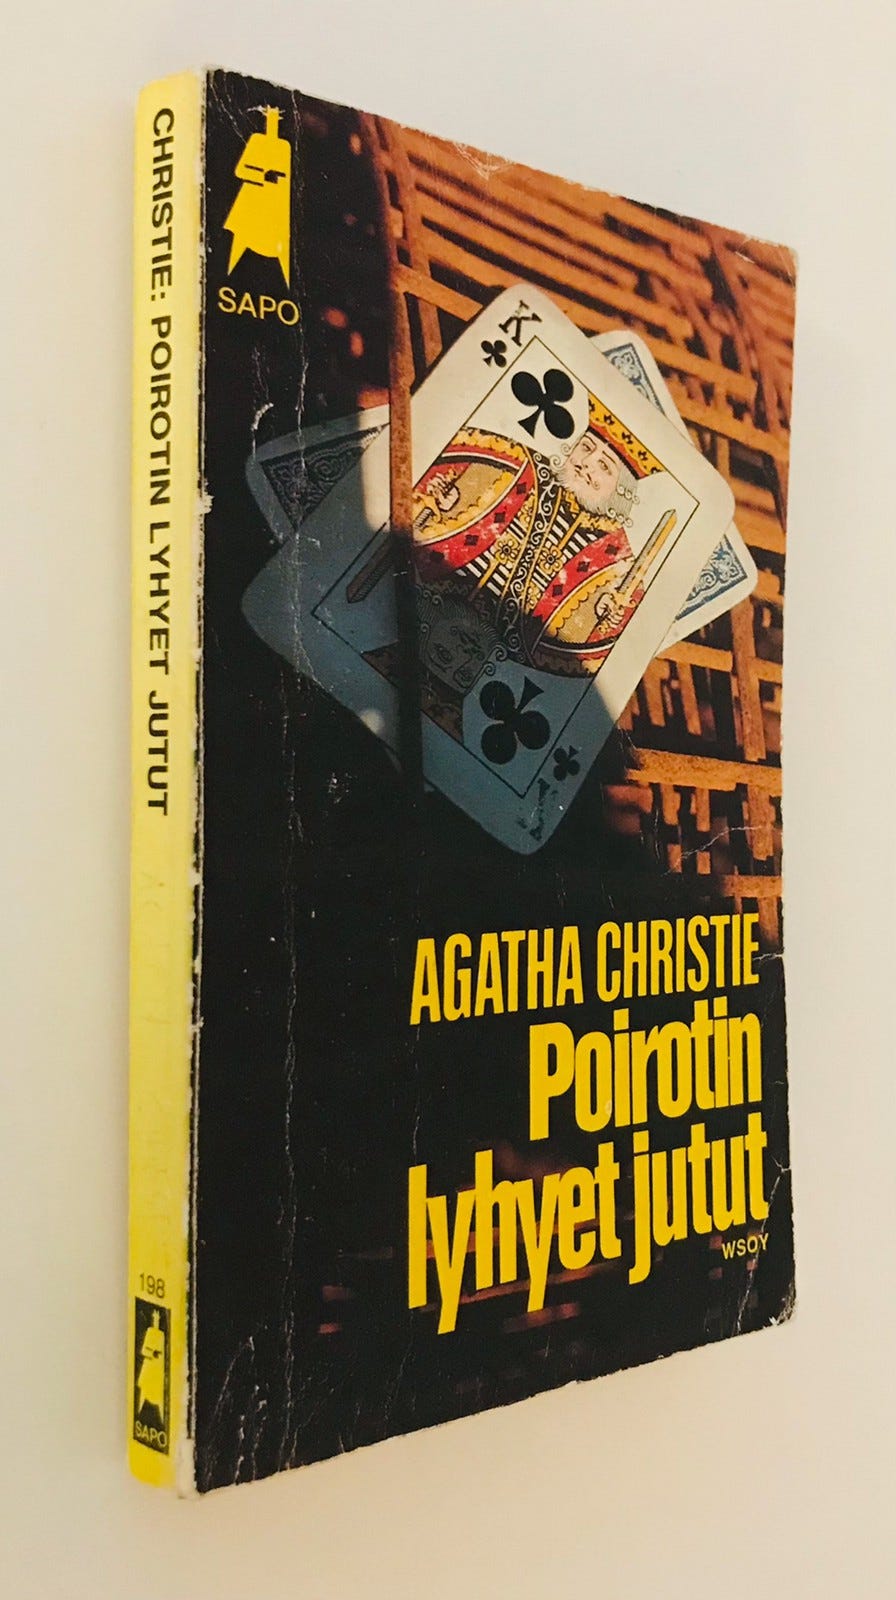 CHRISTIE: POIROTIN LYHYET JUTUT
198
SAPO
SAPO
K
AGATHA CHRISTIE
Poirotin
lyhyet jutut
WSOY